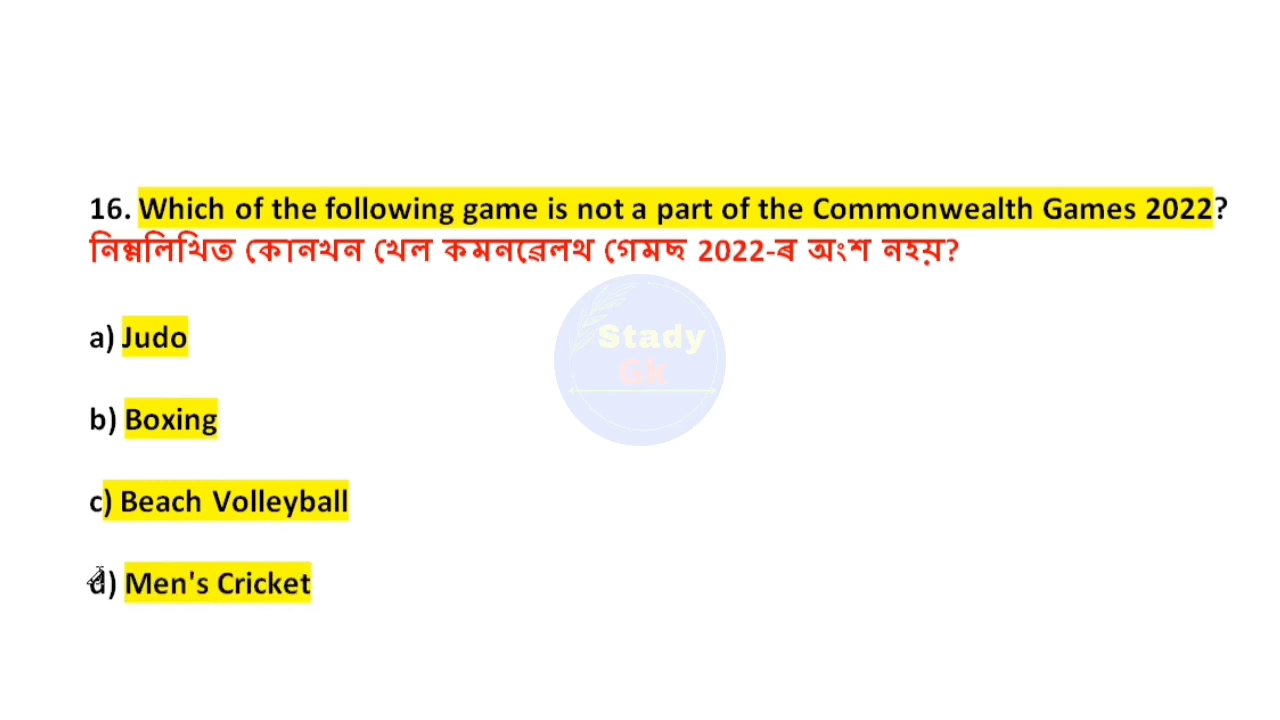 16. Which of the following game is not a part of the Commonwealth Games 2022?
নিম্নলিখিত কোনখন খেল কমনৱেলথ গেমছ 2022-ৰ অংশ নহয়?
a) Judo
Stady
Gk
b) Boxing
c) Beach Volleyball
d) Men's Cricket